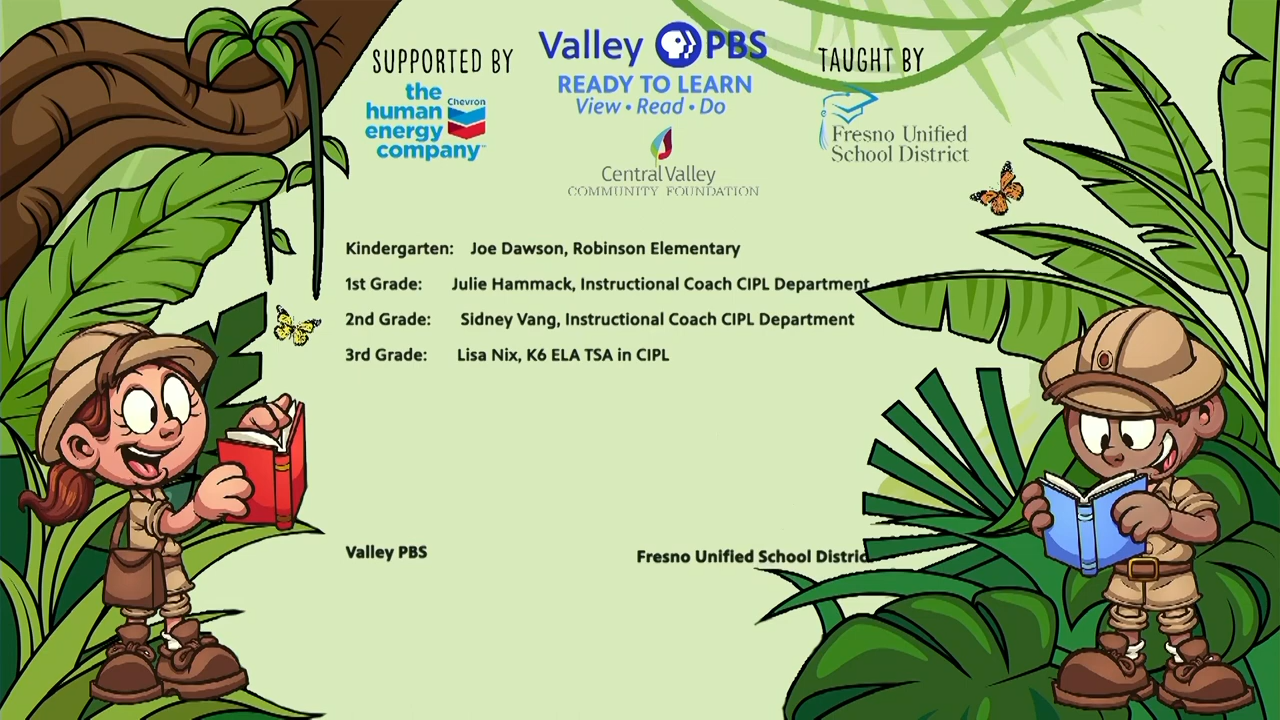 SUPPORTED BY
the
human
energy
company™
Chevron
Valley PBS
READY TO LEARN
View • Read • Do
Central Valley
COMMUNITY FOUNDATION
TAUGHT BY
Fresno Unified
School District
Kindergarten: Joe Dawson, Robinson Elementary
1st Grade: Julie Hammack, Instructional Coach CIPL Department
2nd Grade: Sidney Vang, Instructional Coach CIPL Department
3rd Grade: Lisa Nix, K6 ELA TSA in CIPL
Valley PBS
Fresno Unified School Distric